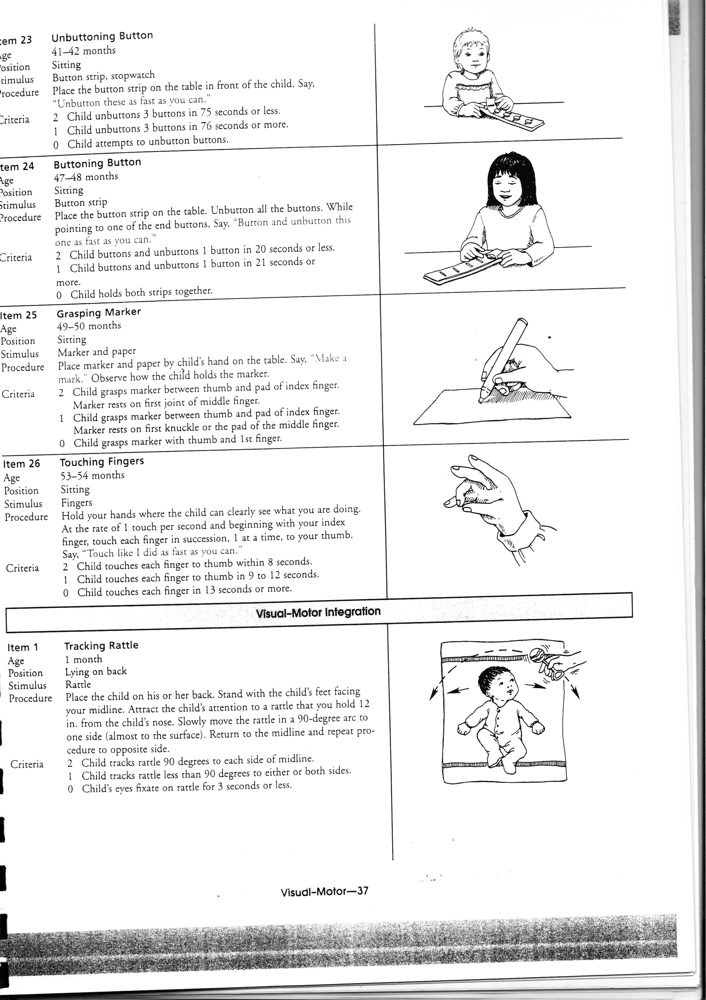 tem 23 Unbuttoning Button
ge 41–42 months
osition Sitting
timulus Button strip, stopwatch
rocedure Place the button strip on the table in front of the child. Say,
“Unbutton these as fast as you can.”
riteria 2 Child unbuttons 3 buttons in 75 seconds or less.
1 Child unbuttons 3 buttons in 76 seconds or more.
0 Child attempts to unbutton buttons.
tem 24 Buttoning Button
Age 47–48 months
Position Sitting
Stimulus Button strip
Procedure Place the button strip on the table. Unbutton all the buttons. While
pointing to one of the end buttons, Say, “Button and unbutton this
one as fast as you can.”
Criteria 2 Child buttons and unbuttons 1 button in 20 seconds or less.
1 Child buttons and unbuttons 1 button in 21 seconds or
more.
0 Child holds both strips together.
Item 25 Grasping Marker
Age 49–50 months
Position Sitting
Stimulus Marker and paper
Procedure Place marker and paper by child’s hand on the table. Say, “Make a
mark.” Observe how the child holds the marker.
Criteria 2 Child grasps marker between thumb and pad of index finger.
Marker rests on first joint of middle finger.
1 Child grasps marker between thumb and pad of index finger.
Marker rests on first knuckle or the pad of the middle finger.
0 Child grasps marker with thumb and 1st finger.
Item 26 Touching Fingers
Age 53–54 months
Position Sitting
Stimulus Fingers
Procedure Hold your hands where the child can clearly see what you are doing.
At the rate of 1 touch per second and beginning with your index
finger, touch each finger in succession, 1 at a time, to your thumb.
Say, “Touch like I did as fast as you can.”
Criteria 2 Child touches each finger to thumb within 8 seconds.
1 Child touches each finger to thumb in 9 to 12 seconds.
0 Child touches each finger in 13 seconds or more.
Visual–Motor Integration
Item 1 Tracking Rattle
Age 1 month
Position Lying on back
Stimulus Rattle
Procedure Place the child on his or her back. Stand with the child’s feet facing
your midline. Attract the child’s attention to a rattle that you hold 12
in. from the child’s nose. Slowly move the rattle in a 90-degree arc to
one side (almost to the surface). Return to the midline and repeat pro-
cedure to opposite side.
Criteria 2 Child tracks rattle 90 degrees to each side of midline.
1 Child tracks rattle less than 90 degrees to either or both sides.
0 Child’s eyes fixate on rattle for 3 seconds or less.
Visual–Motor—37